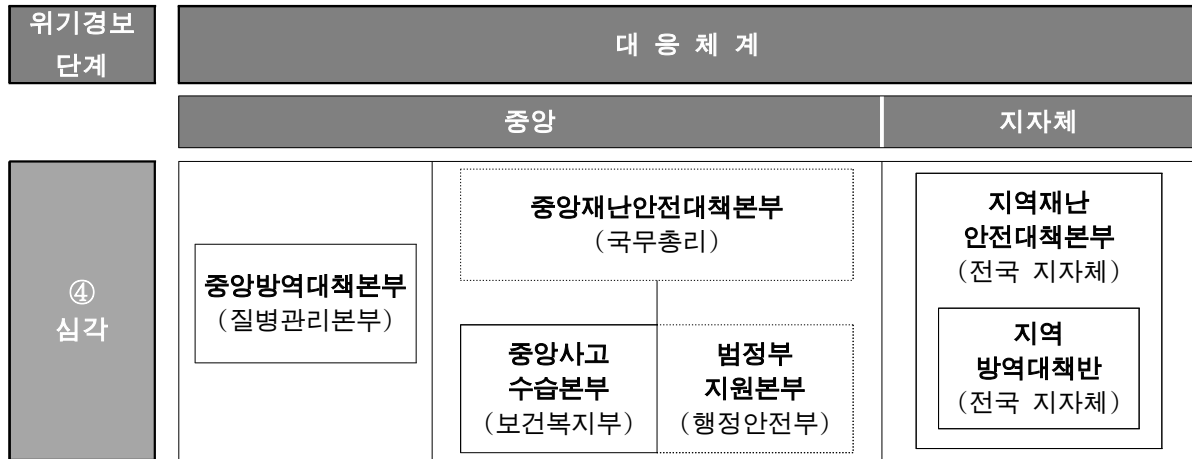 위기경보
단계
대 응 체 계
중앙
지자체
④
심각
중앙방역대책본부
(질병관리본부)
중앙재난안전대책본부
(국무총리)
중앙사고
수습본부
(보건복지부)
범정부
지원본부
(행정안전부)
지역재난
안전대책본부
(전국 지자체)
지역
방역대책반
(전국 지자체)